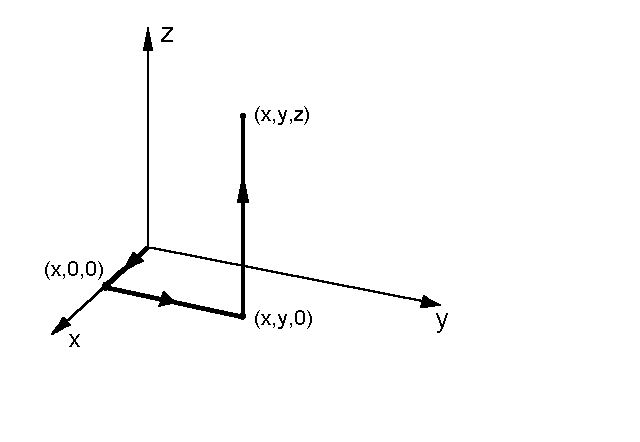 z
(x,y,z)
(x,0,0)
(x,y,0)
y
x